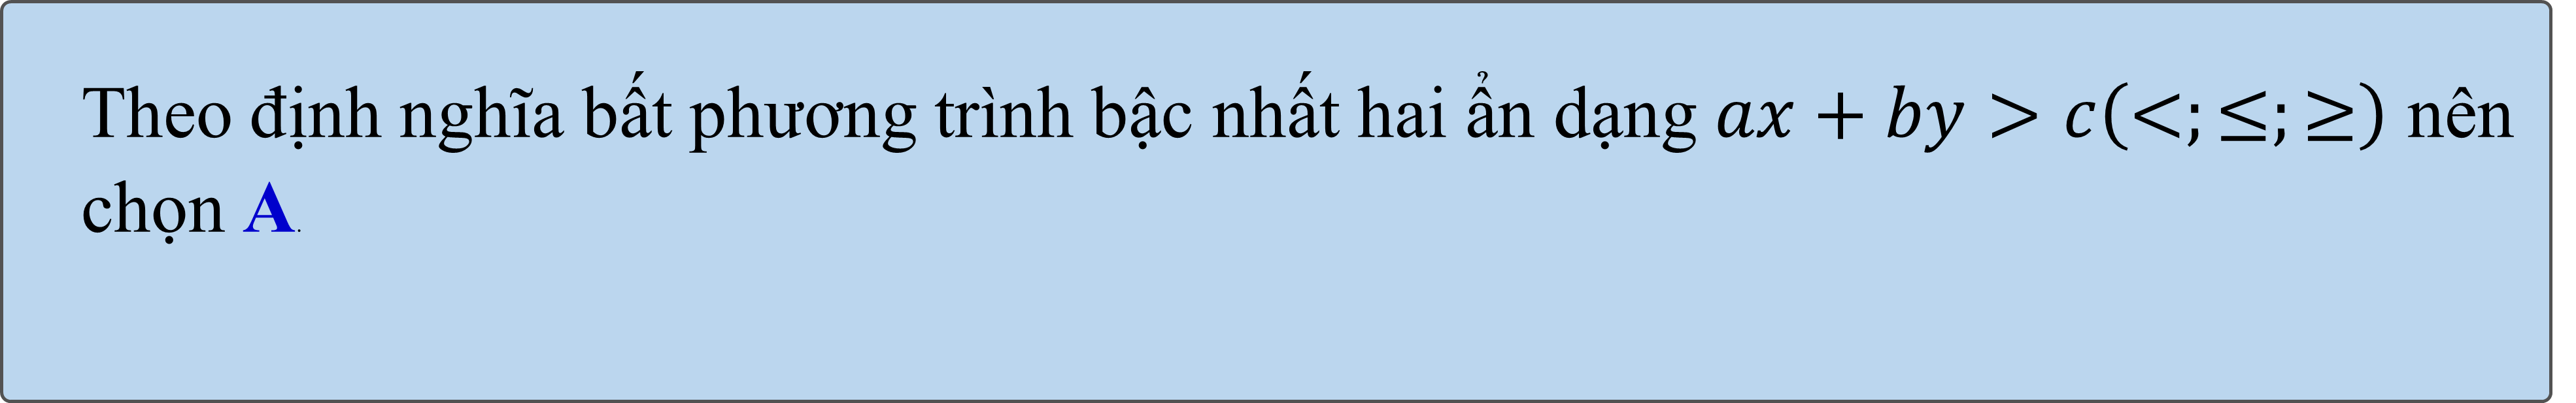 Theo định nghĩa bất phương trình bậc nhất hai ẩn dạng ax + by > c(<; ≤; ≥) nên
chọn A.